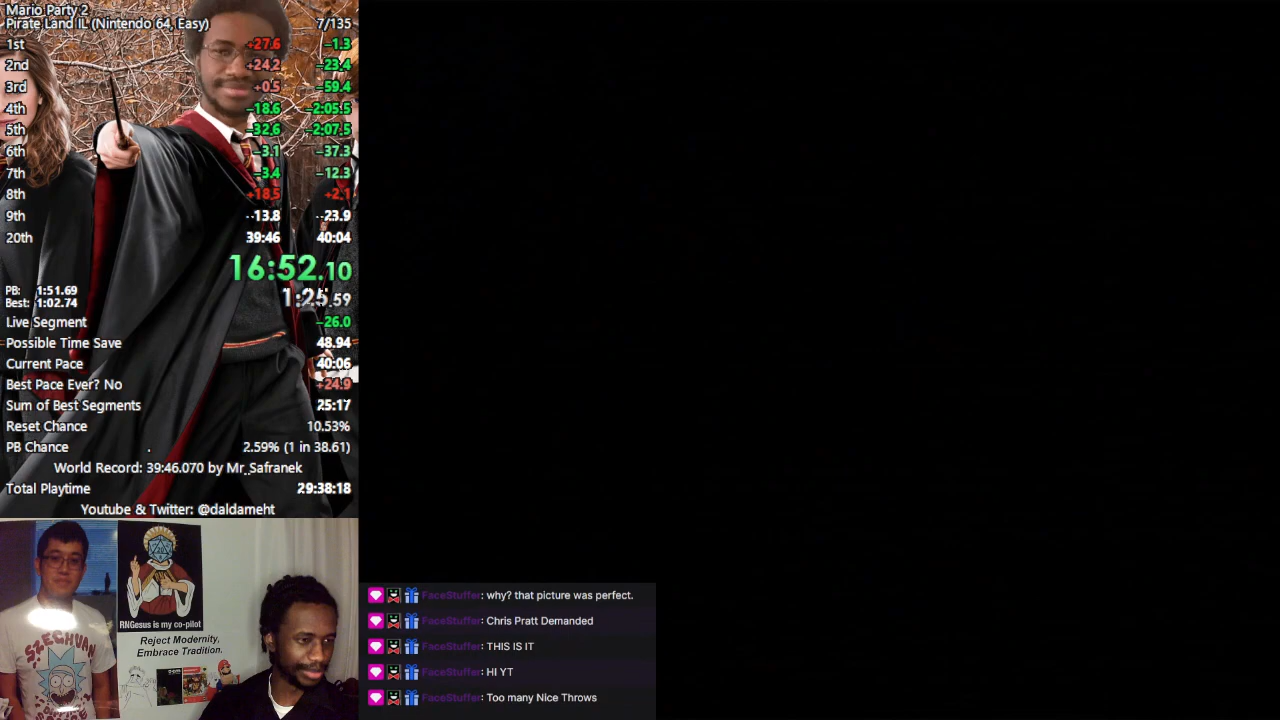 Mario Party 2
Pirate Land IL (Nintendo 64, Easy) 7/135
1st +27.6 −1.3
2nd +24.2 −23.4
3rd +0.5 −59.4
4th −18.6 −2:05.5
5th −32.6 −2:07.5
6th −3.1 −37.3
7th −3.4 −12.3
8th +18.5 +2.1
9th -13.8 -23.9
20th 39:46 40:04
16:52.10
PB: 1:51.69
Best: 1:02.74
1:25.59
Live Segment −26.0
Possible Time Save 48.94
Current Pace 40:06
Best Pace Ever? No +24.9
Sum of Best Segments 25:17
Reset Chance 10.53%
PB Chance 2.59% (1 in 38.61)
World Record: 39:46.070 by Mr_Safranek
Total Playtime 29:38:18
Youtube & Twitter: @daldameht
RNGesus is my co-pilot
Reject Modernity,
Embrace Tradition.
SZECHUAN
FaceStuffer: why? that picture was perfect.
FaceStuffer: Chris Pratt Demanded
FaceStuffer: THIS IS IT
FaceStuffer: HI YT
FaceStuffer: Too many Nice Throws